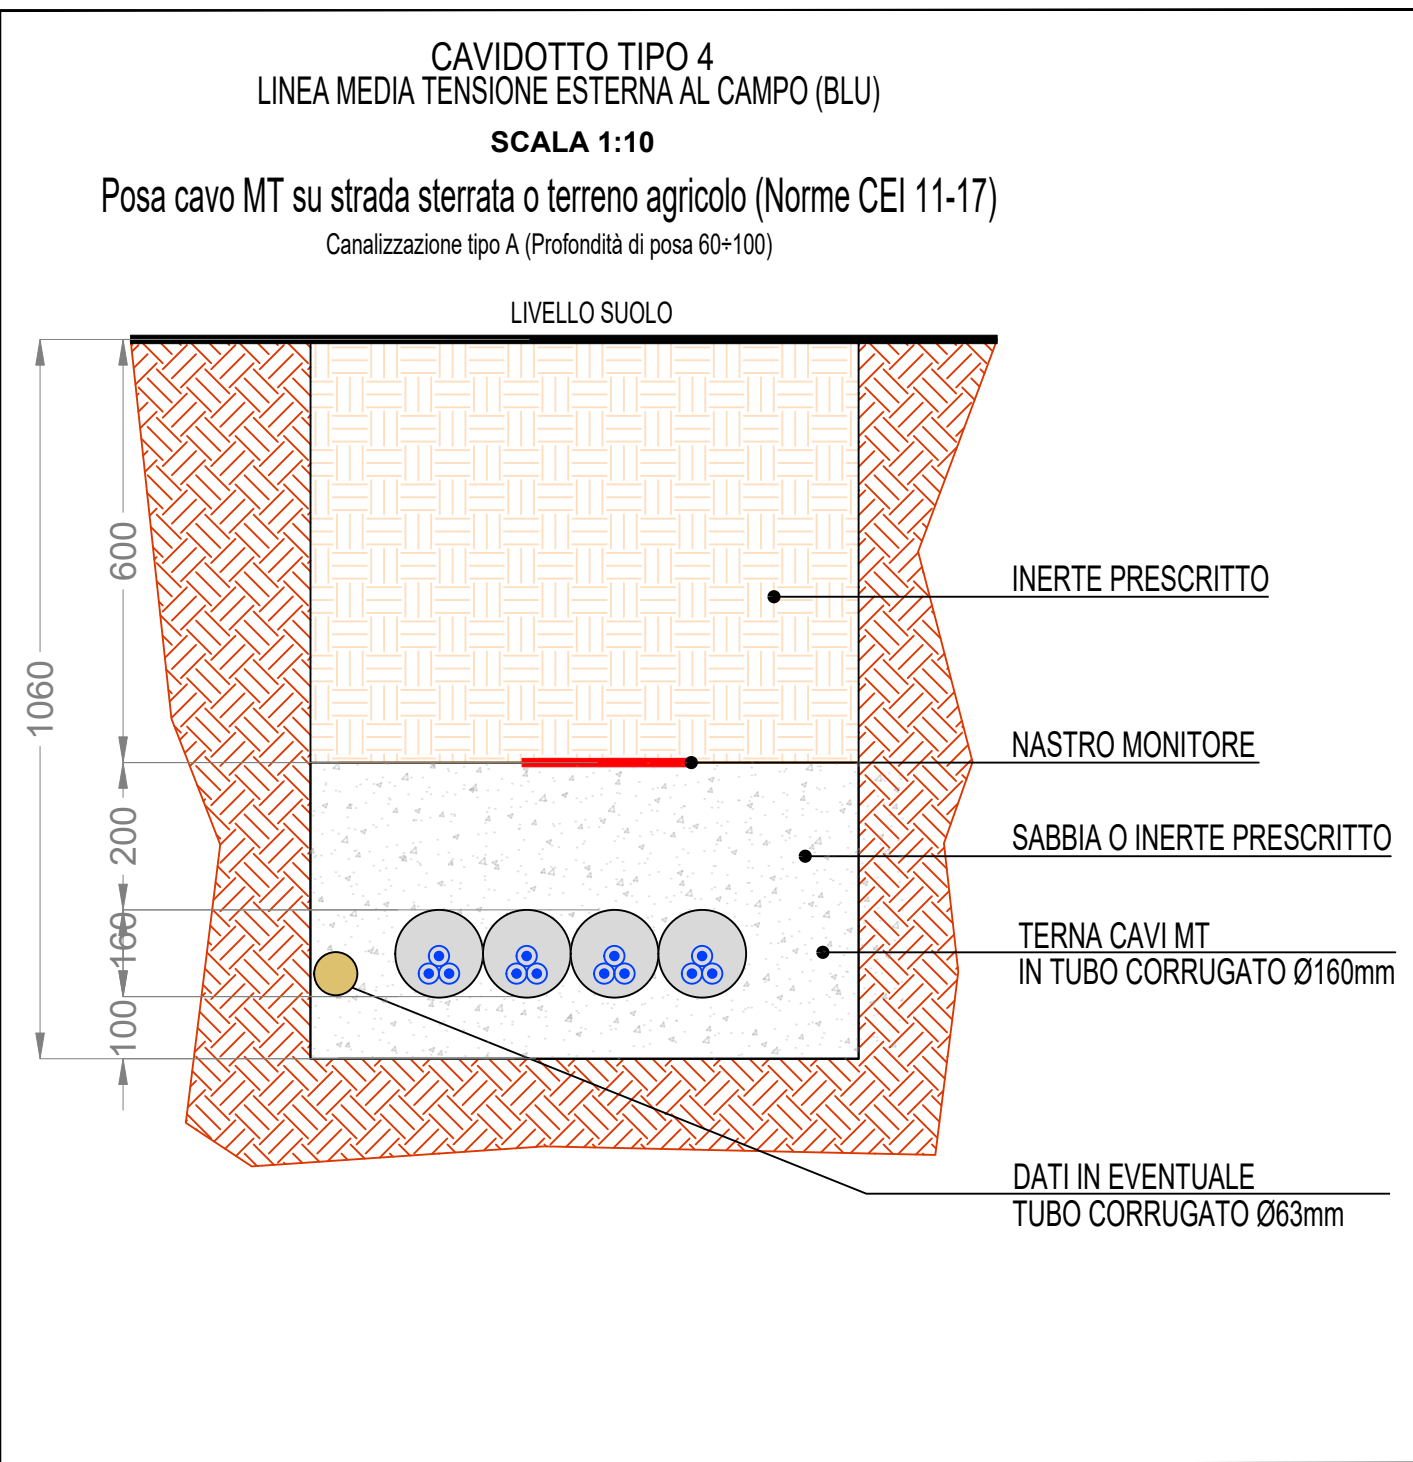 CAVIDOTTO TIPO 4
LINEA MEDIA TENSIONE ESTERNA AL CAMPO (BLU)
SCALA 1:10
Posa cavo MT su strada sterrata o terreno agricolo (Norme CEI 11-17)
Canalizzazione tipo A (Profondità di posa 60÷100)
LIVELLO SUOLO
600
1060
200
160
100
INERTE PRESCRITTO
NASTRO MONITORE
SABBIA O INERTE PRESCRITTO
TERNA CAVI MT
IN TUBO CORRUGATO Ø160mm
DATI IN EVENTUALE
TUBO CORRUGATO Ø63mm